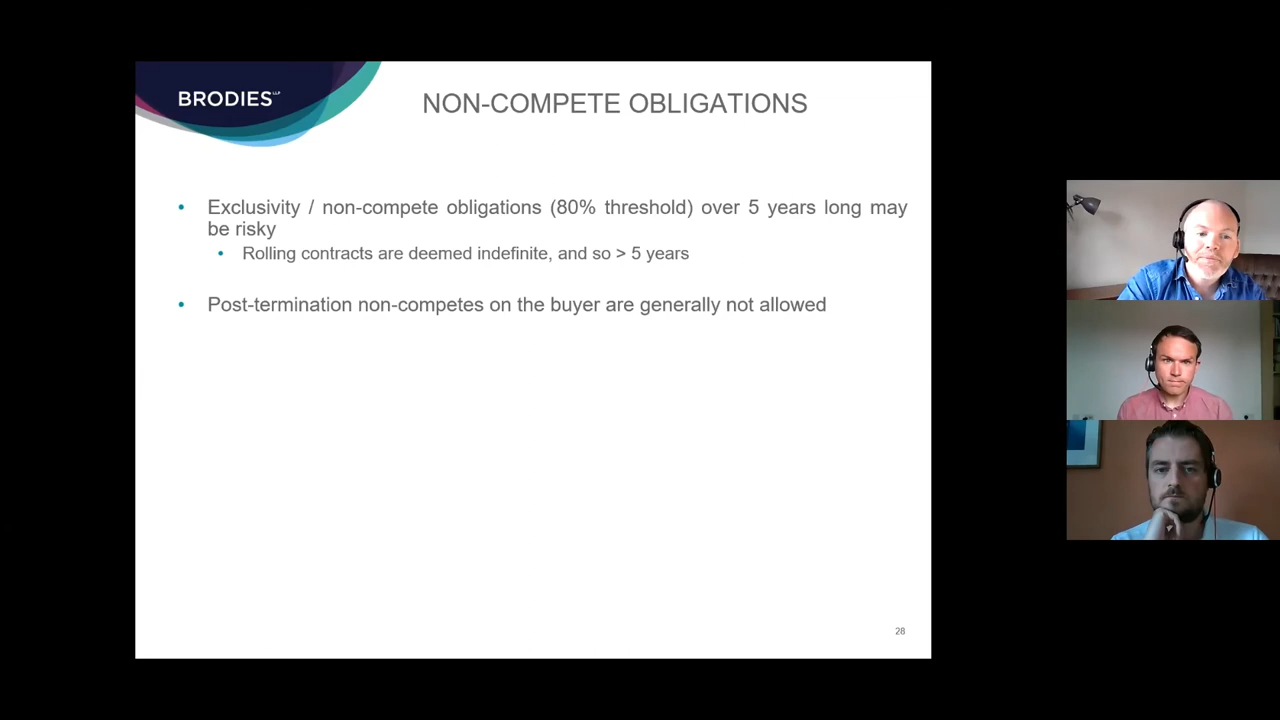 BRODIES LLP
NON-COMPETE OBLIGATIONS
• Exclusivity / non-compete obligations (80% threshold) over 5 years long may
be risky
• Rolling contracts are deemed indefinite, and so > 5 years
• Post-termination non-competes on the buyer are generally not allowed
28